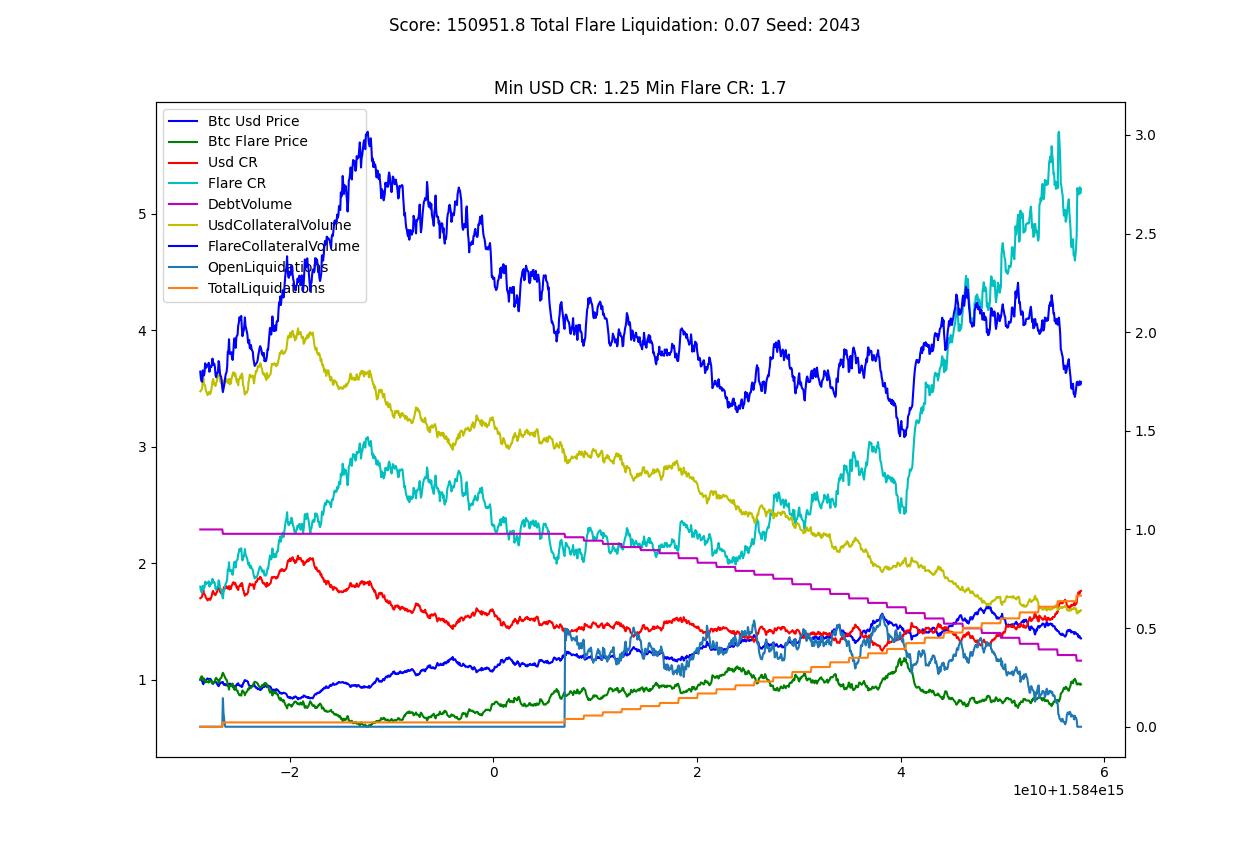 Score: 150951.8 Total Flare Liquidation: 0.07 Seed: 2043
Min USD CR: 1.25 Min Flare CR: 1.7
Btc Usd Price
Btc Flare Price
Usd CR
Flare CR
DebtVolume
UsdCollateralVolume
FlareCollateralVolume
OpenLiquidations
TotalLiquidations
5
4
3
2
1
3.0
2.5
2.0
1.5
1.0
0.5
0.0
−2 0 2 4 6
1e10+1.584e15